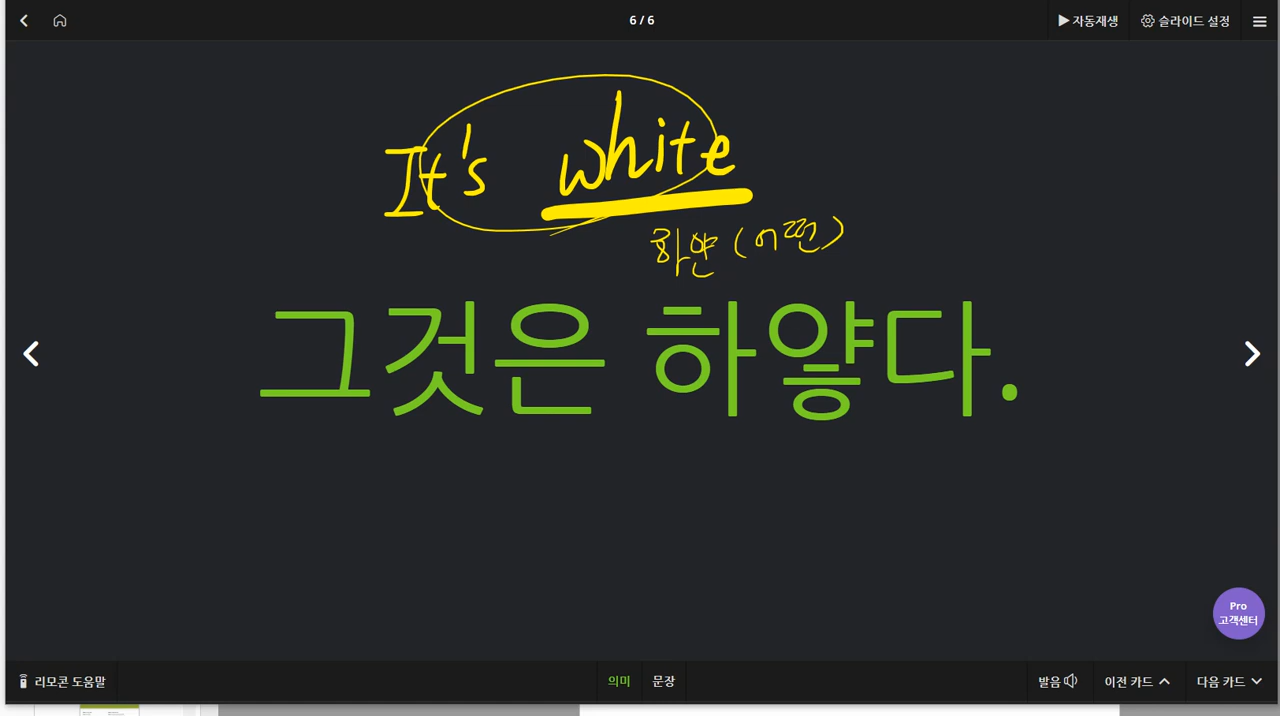 6 / 6
자동재생
슬라이드 설정
It's white
하얀 (어떤)
그것은 하얗다.
Pro
고객센터
리모콘 도움말
의미
문장
발음
이전 카드
다음 카드